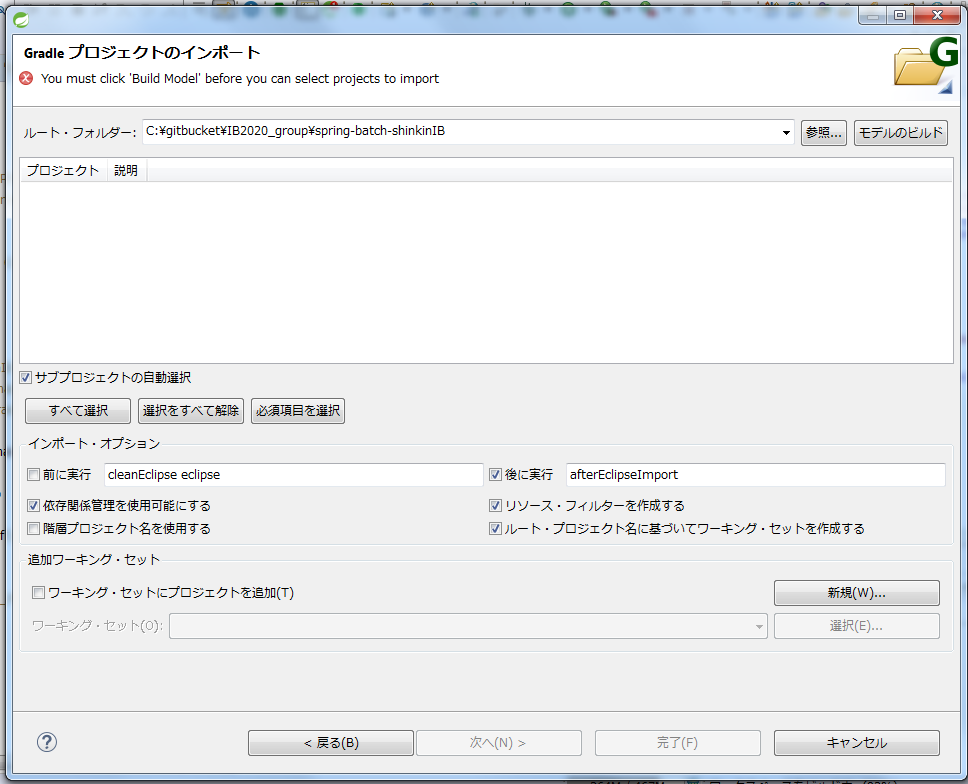 Gradle プロジェクトのインポート
You must click 'Build Model' before you can select projects to import
G
ルート・フォルダー: C:¥gitbucket¥IB2020_group¥spring-batch-shinkinIB 参照... モデルのビルド
プロジェクト 説明
サブプロジェクトの自動選択
すべて選択 選択をすべて解除 必須項目を選択
インポート・オプション
前に実行 cleanEclipse eclipse 後に実行 afterEclipseImport
依存関係管理を使用可能にする リソース・フィルターを作成する
階層プロジェクト名を使用する ルート・プロジェクト名に基づいてワーキング・セットを作成する
追加ワーキング・セット
ワーキング・セットにプロジェクトを追加(T) 新規(W)...
ワーキング・セット(O): 選択(E)...
? < 戻る(B) 次へ(N) > 完了(F) キャンセル